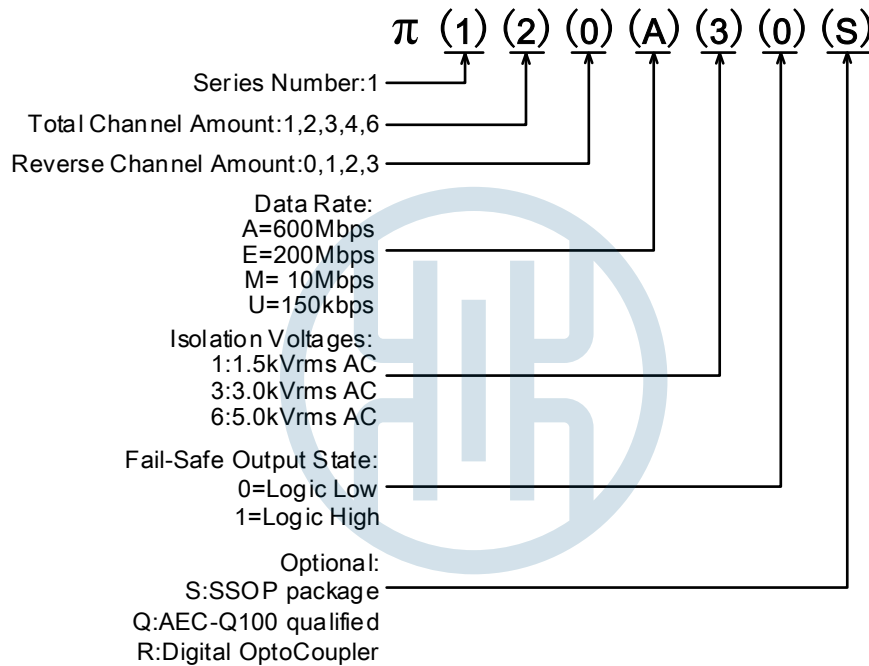 π (1) (2) (0) (A) (3) (0) (S)
Series Number:1
Total Channel Amount:1,2,3,4,6
Reverse Channel Amount:0,1,2,3
Data Rate:
A=600Mbps
E=200Mbps
M= 10Mbps
U=150kbps
Isolation Voltages:
1:1.5kVrms AC
3:3.0kVrms AC
6:5.0kVrms AC
Fail-Safe Output State:
0=Logic Low
1=Logic High
Optional:
S:SSOP package
Q:AEC-Q100 qualified
R:Digital OptoCoupler